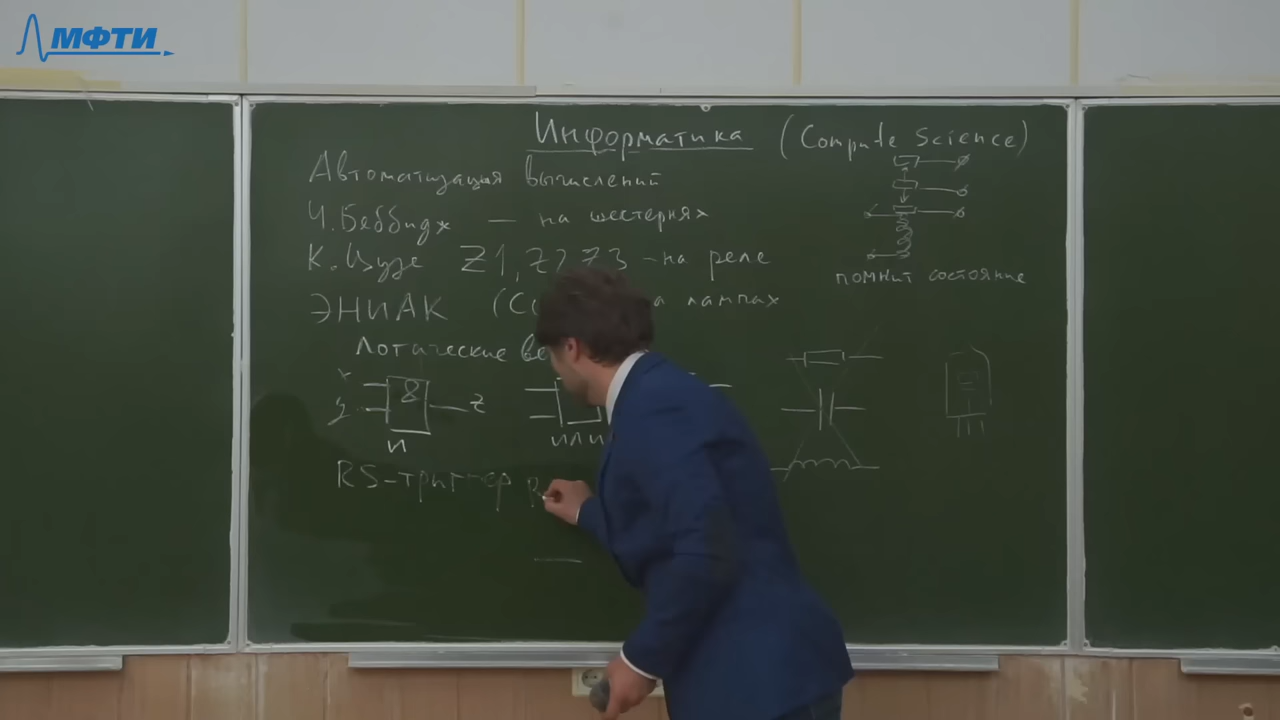 МФТИ
Информатика (Compute Science)
Автоматизация вычислений
Ч. Беббидж — на шестернях
К. Цузе Z1, Z2 Z3 - на реле
ЭНИАК лампах
помнит состояние
Логические
x
y & z
И ИЛИ
RS-триггер R